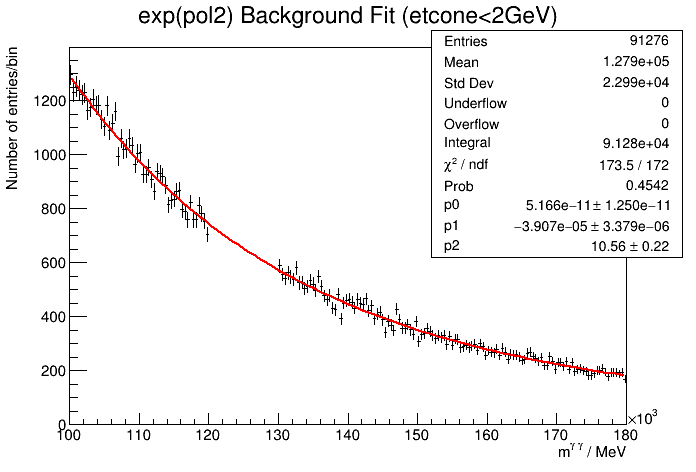 exp(pol2) Background Fit (etcone<2GeV)
Entries 91276
Mean 1.279e+05
Std Dev 2.299e+04
Underflow 0
Overflow 0
Integral 9.128e+04
χ² / ndf 173.5 / 172
Prob 0.4542
p0 5.166e−11 ± 1.250e−11
p1 −3.907e−05 ± 3.379e−06
p2 10.56 ± 0.22
Number of entries/bin
1200
1000
800
600
400
200
0
100 110 120 130 140 150 160 170 180
×10³
m^γγ / MeV